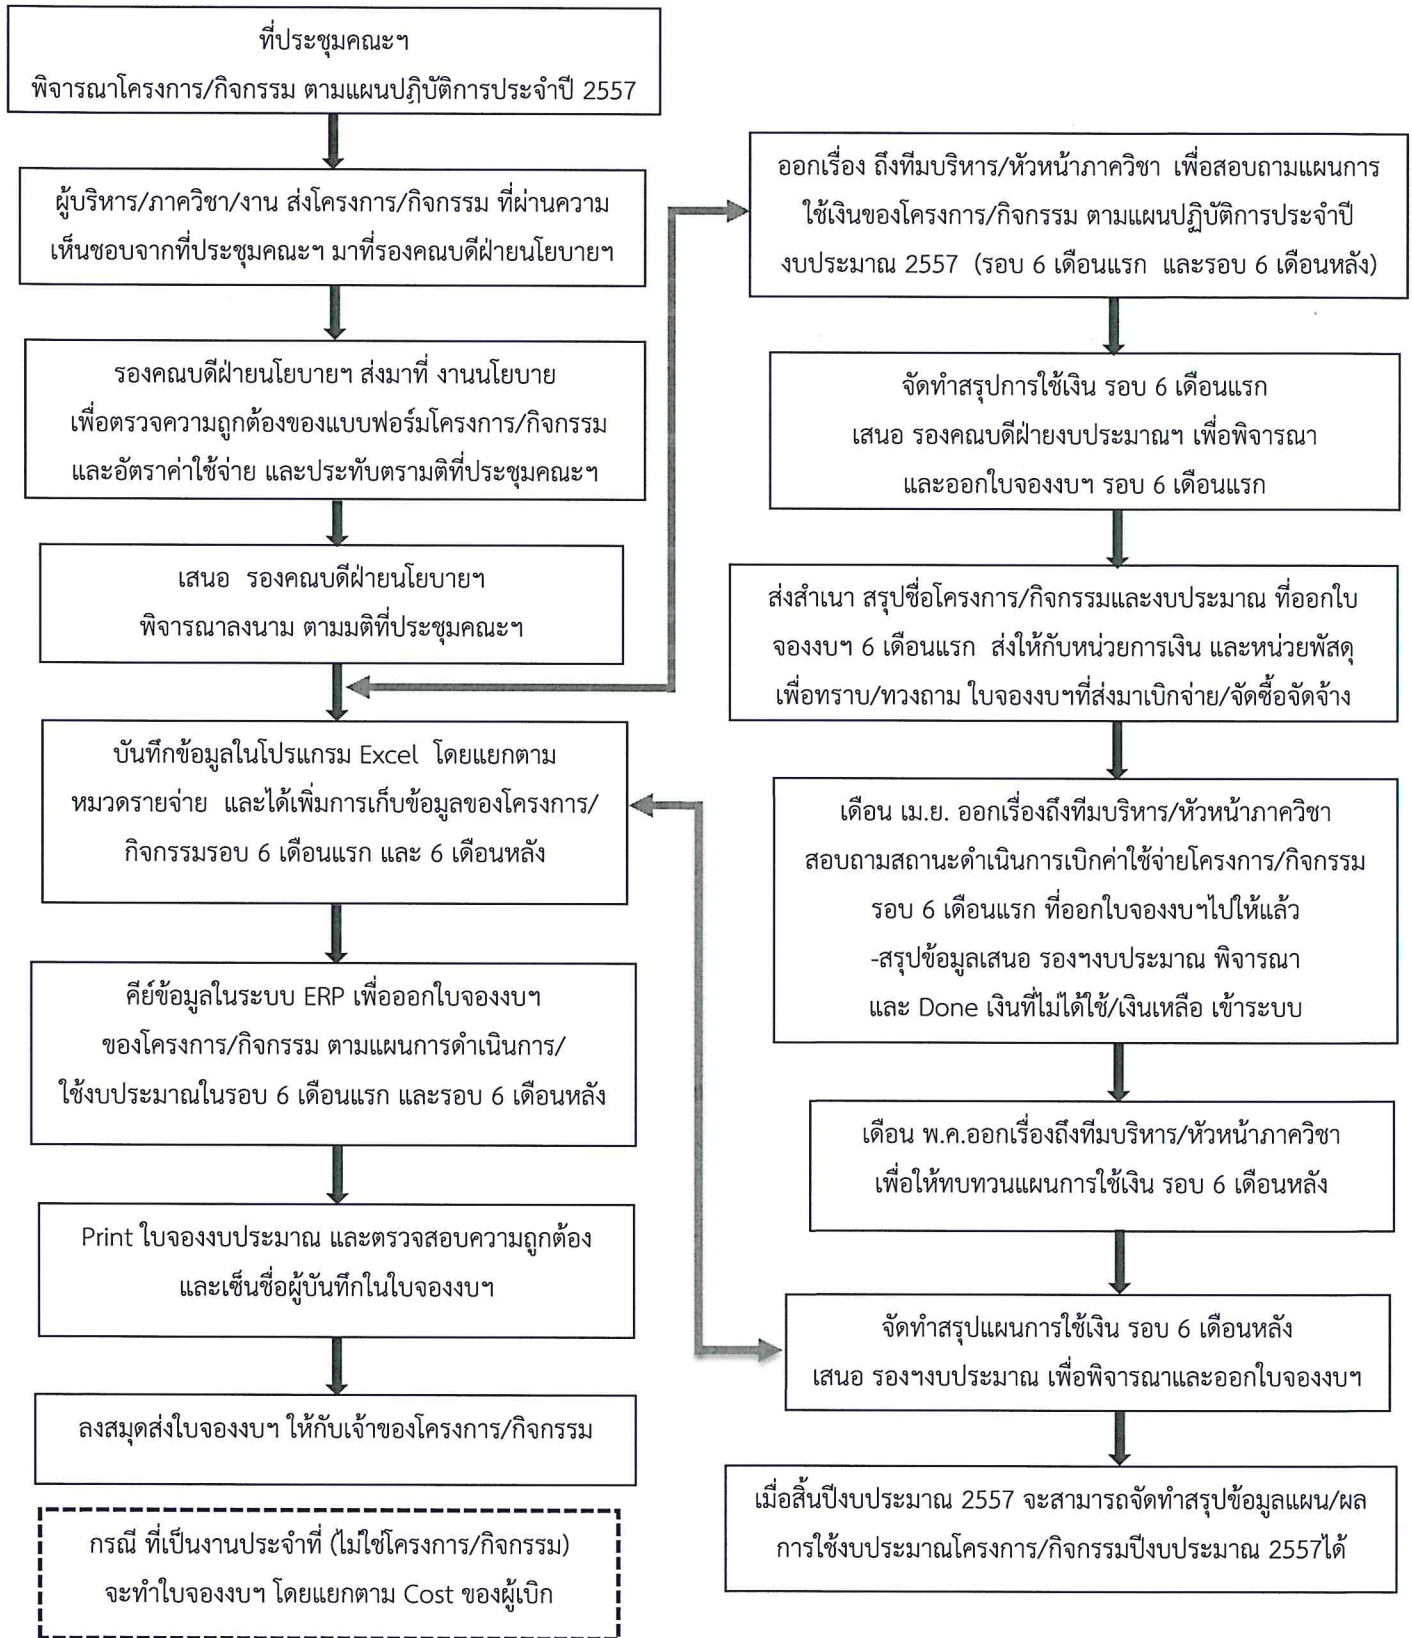 ที่ประชุมคณะฯ
พิจารณาโครงการ/กิจกรรม ตามแผนปฏิบัติการประจำปี 2557
ผู้บริหาร/ภาควิชา/งาน ส่งโครงการ/กิจกรรม ที่ผ่านความ
เห็นชอบจากที่ประชุมคณะฯ มาที่รองคณบดีฝ่ายนโยบายฯ
รองคณบดีฝ่ายนโยบายฯ ส่งมาที่ งานนโยบาย
เพื่อตรวจความถูกต้องของแบบฟอร์มโครงการ/กิจกรรม
และอัตราค่าใช้จ่าย และประทับตรามติที่ประชุมคณะฯ
เสนอ รองคณบดีฝ่ายนโยบายฯ
พิจารณาลงนาม ตามมติที่ประชุมคณะฯ
บันทึกข้อมูลในโปรแกรม Excel โดยแยกตาม
หมวดรายจ่าย และได้เพิ่มการเก็บข้อมูลของโครงการ/
กิจกรรมรอบ 6 เดือนแรก และ 6 เดือนหลัง
คีย์ข้อมูลในระบบ ERP เพื่อออกใบจองงบฯ
ของโครงการ/กิจกรรม ตามแผนการดำเนินการ/
ใช้งบประมาณในรอบ 6 เดือนแรก และรอบ 6 เดือนหลัง
Print ใบจองงบประมาณ และตรวจสอบความถูกต้อง
และเซ็นชื่อผู้บันทึกในใบจองงบฯ
ลงสมุดส่งใบจองงบฯ ให้กับเจ้าของโครงการ/กิจกรรม
กรณี ที่เป็นงานประจำที่ (ไม่ใช่โครงการ/กิจกรรม)
จะทำใบจองงบฯ โดยแยกตาม Cost ของผู้เบิก
ออกเรื่อง ถึงทีมบริหาร/หัวหน้าภาควิชา เพื่อสอบถามแผนการ
ใช้เงินของโครงการ/กิจกรรม ตามแผนปฏิบัติการประจำปี
งบประมาณ 2557 (รอบ 6 เดือนแรก และรอบ 6 เดือนหลัง)
จัดทำสรุปการใช้เงิน รอบ 6 เดือนแรก
เสนอ รองคณบดีฝ่ายงบประมาณฯ เพื่อพิจารณา
และออกใบจองงบฯ รอบ 6 เดือนแรก
ส่งสำเนา สรุปชื่อโครงการ/กิจกรรมและงบประมาณ ที่ออกใบ
จองงบฯ 6 เดือนแรก ส่งให้กับหน่วยการเงิน และหน่วยพัสดุ
เพื่อทราบ/ทวงถาม ใบจองงบฯที่ส่งมาเบิกจ่าย/จัดซื้อจัดจ้าง
เดือน เม.ย. ออกเรื่องถึงทีมบริหาร/หัวหน้าภาควิชา
สอบถามสถานะดำเนินการเบิกค่าใช้จ่ายโครงการ/กิจกรรม
รอบ 6 เดือนแรก ที่ออกใบจองงบฯไปให้แล้ว
-สรุปข้อมูลเสนอ รองฯงบประมาณ พิจารณา
และ Done เงินที่ไม่ได้ใช้/เงินเหลือ เข้าระบบ
เดือน พ.ค.ออกเรื่องถึงทีมบริหาร/หัวหน้าภาควิชา
เพื่อให้ทบทวนแผนการใช้เงิน รอบ 6 เดือนหลัง
จัดทำสรุปแผนการใช้เงิน รอบ 6 เดือนหลัง
เสนอ รองฯงบประมาณ เพื่อพิจารณาและออกใบจองงบฯ
เมื่อสิ้นปีงบประมาณ 2557 จะสามารถจัดทำสรุปข้อมูลแผน/ผล
การใช้งบประมาณโครงการ/กิจกรรมปีงบประมาณ 2557ได้